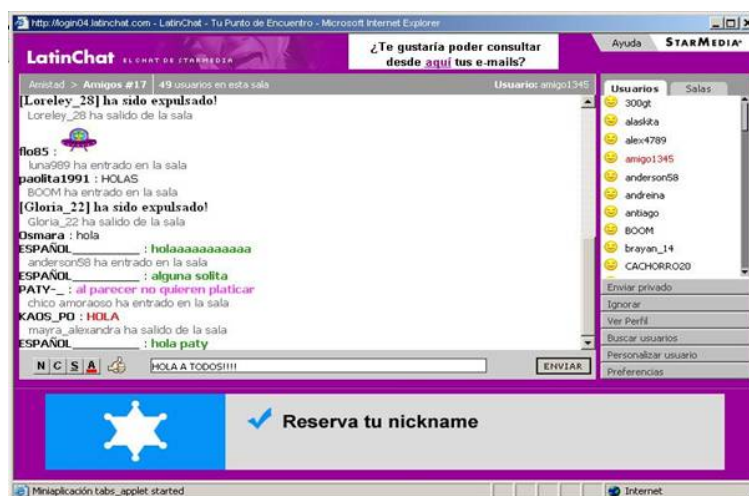 http://login04.latinchat.com - LatinChat - Tu Punto de Encuentro - Microsoft Internet Explorer
LatinChat EL CHAT DE STARMEDIA
¿Te gustaría poder consultar
desde aquí tus e-mails?
Ayuda STARMEDIA
Amistad > Amigos #17 49 usuarios en esta sala Usuario: amigo1345
[Loreley_28] ha sido expulsado!
Loreley_28 ha salido de la sala
flo85 :
luna989 ha entrado en la sala
paolita1991 : HOLAS
BOOM ha entrado en la sala
[Gloria_22] ha sido expulsado!
Gloria_22 ha salido de la sala
Osmara : hola
ESPAÑOL__________ : holaaaaaaaaaaa
anderson58 ha entrado en la sala
ESPAÑOL__________ : alguna solita
PATY-_ : al parecer no quieren platicar
chico amoraoso ha entrado en la sala
KAOS_PO : HOLA
mayra_alexandra ha salido de la sala
ESPAÑOL__________ : hola paty
N C S A
HOLA A TODOS!!!!
ENVIAR
Usuarios Salas
300gt
alaskita
alex4789
amigo1345
anderson58
andreina
antiago
BOOM
brayan_14
CACHORRO20
Enviar privado
Ignorar
Ver Perfil
Buscar usuarios
Personalizar usuario
Preferencias
Reserva tu nickname
Miniaplicación tabs_applet started
Internet